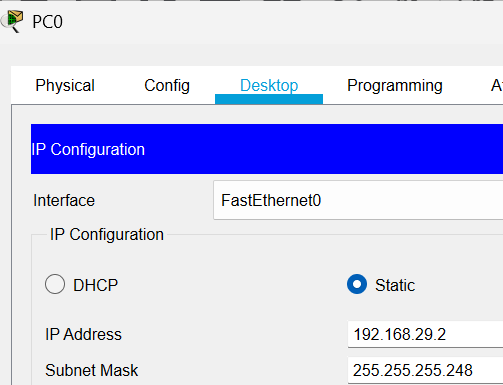 PC0
Physical Config Desktop Programming
IP Configuration
Interface FastEthernet0
IP Configuration
DHCP Static
IP Address 192.168.29.2
Subnet Mask 255.255.255.248